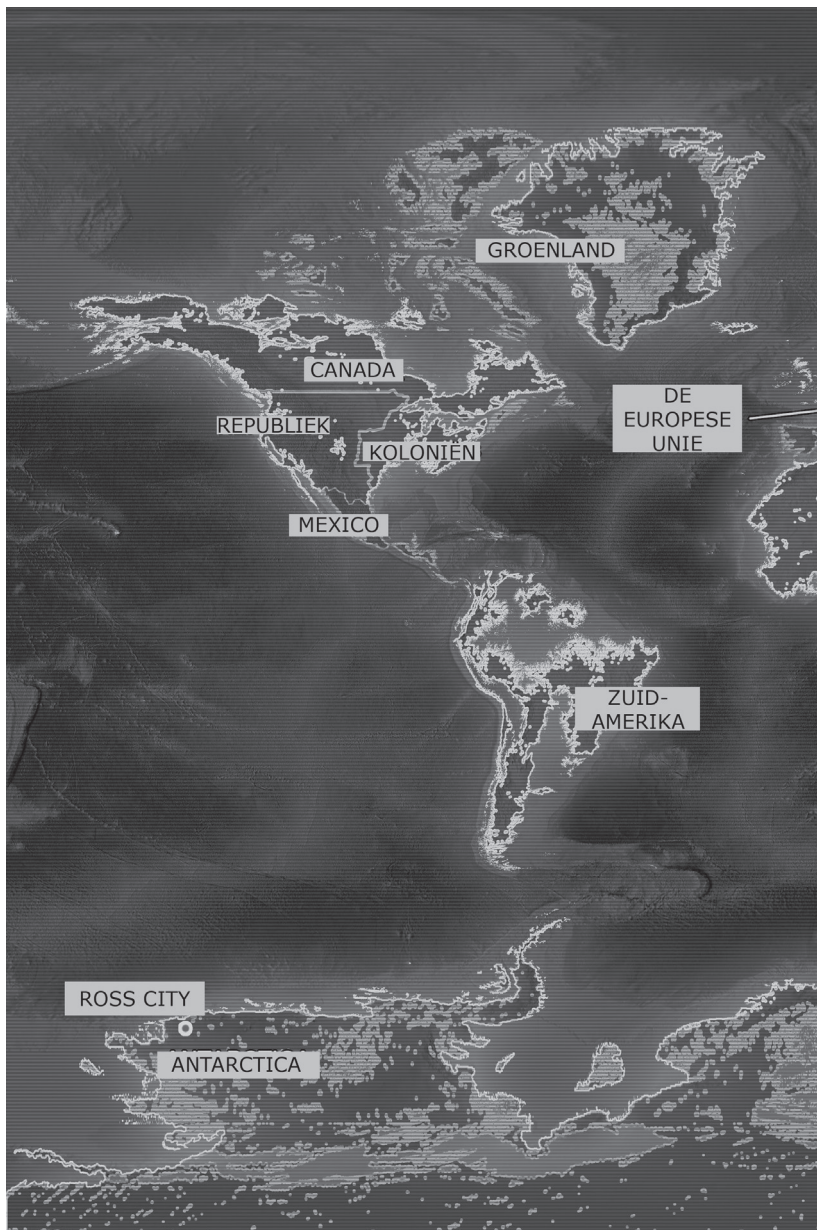 GROENLAND
CANADA
DE
EUROPESE
UNIE
REPUBLIEK
KOLONIËN
MEXICO
ZUID-
AMERIKA
ROSS CITY
ANTARCTICA